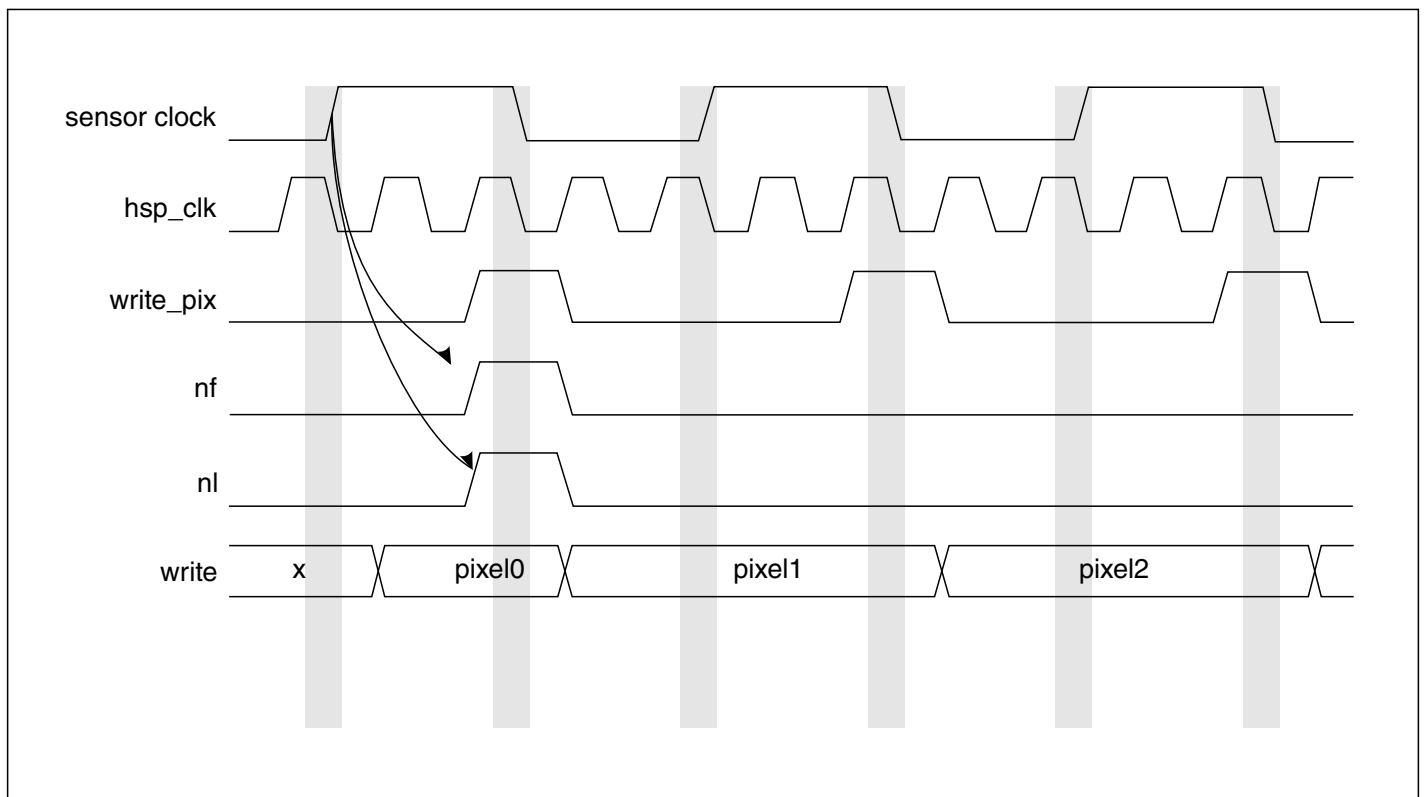 sensor clock
hsp_clk
write_pix
nf
nl
write x pixel0 pixel1 pixel2